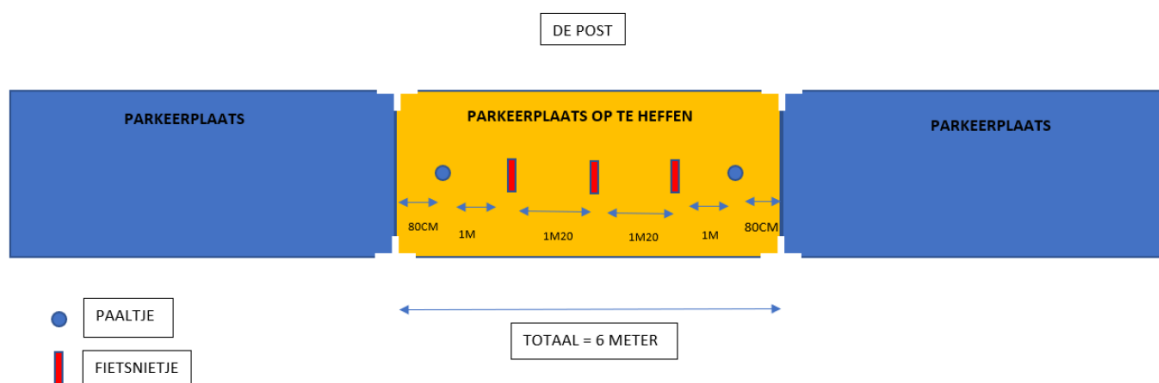 DE POST
PARKEERPLAATS
PARKEERPLAATS OP TE HEFFEN
PARKEERPLAATS
80CM
1M
1M20
1M20
1M
80CM
PAALTJE
TOTAAL = 6 METER
FIETSNIETJE